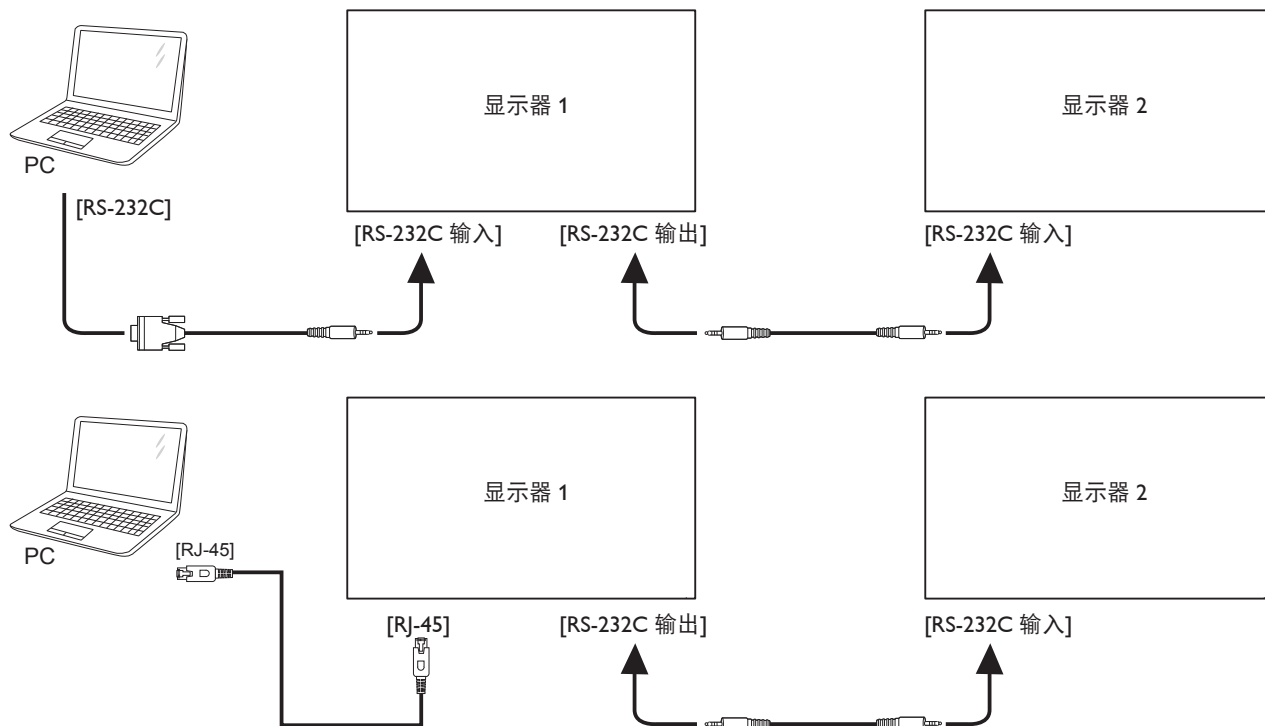 显示器 1
显示器 2
PC
[RS-232C]
[RS-232C 输入]
[RS-232C 输出]
[RS-232C 输入]
显示器 1
显示器 2
PC
[RJ-45]
[RJ-45]
[RS-232C 输出]
[RS-232C 输入]